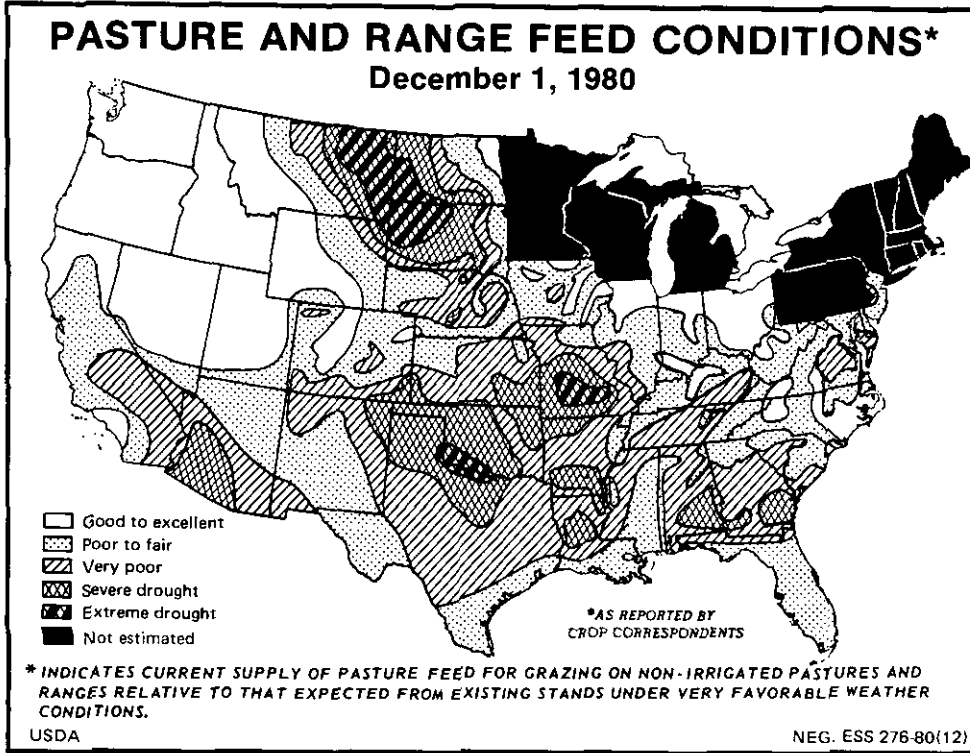 PASTURE AND RANGE FEED CONDITIONS*
December 1, 1980
Good to excellent
Poor to fair
Very poor
Severe drought
Extreme drought
Not estimated
*AS REPORTED BY
CROP CORRESPONDENTS
* INDICATES CURRENT SUPPLY OF PASTURE FEED FOR GRAZING ON NON-IRRIGATED PASTURES AND
RANGES RELATIVE TO THAT EXPECTED FROM EXISTING STANDS UNDER VERY FAVORABLE WEATHER
CONDITIONS.
USDA
NEG. ESS 276-80(12)